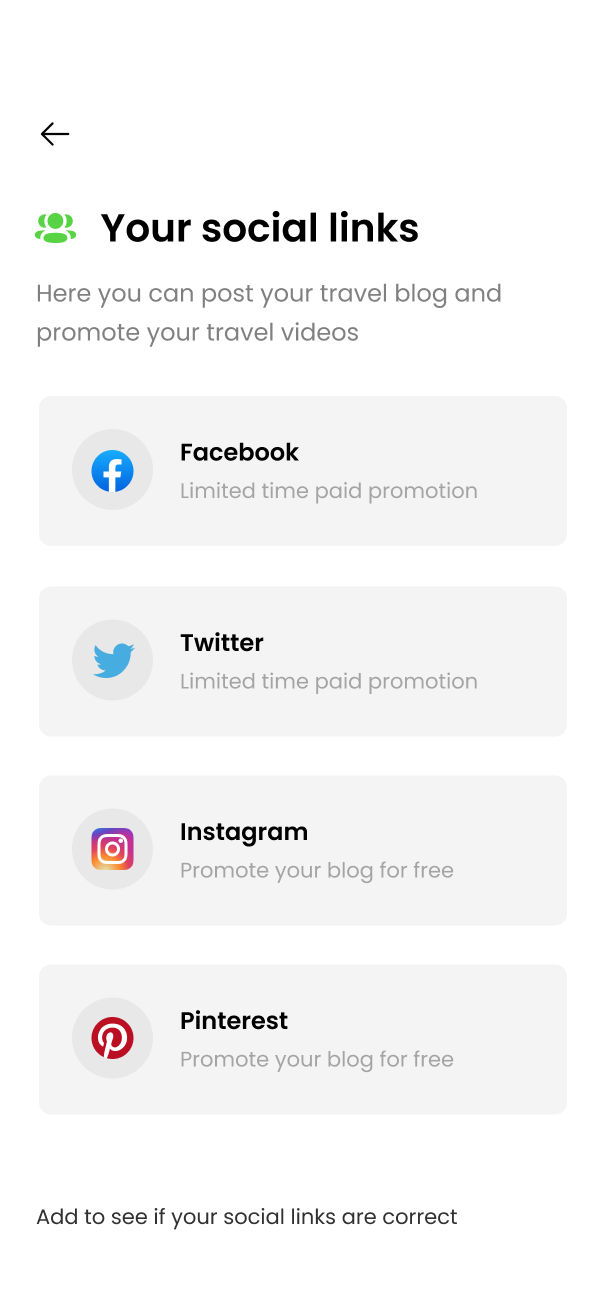 Your social links
Here you can post your travel blog and
promote your travel videos
Facebook
Limited time paid promotion
Twitter
Limited time paid promotion
Instagram
Promote your blog for free
Pinterest
Promote your blog for free
Add to see if your social links are correct